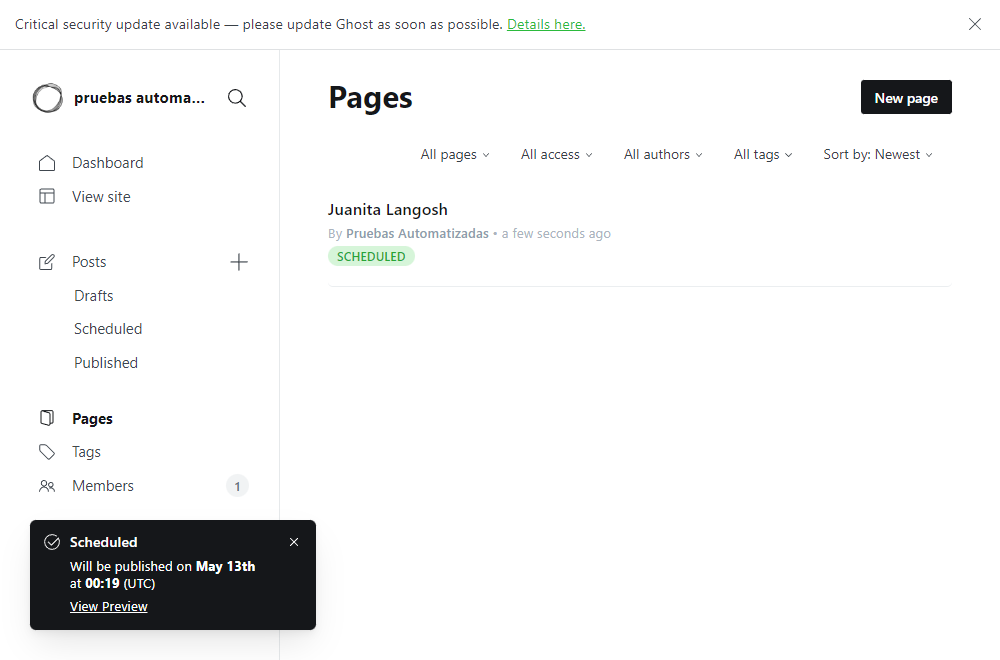 Critical security update available — please update Ghost as soon as possible. Details here.
pruebas automa...
Dashboard
View site
Posts
Drafts
Scheduled
Published
Pages
Tags
Members
1
Pages
New page
All pages
All access
All authors
All tags
Sort by: Newest
Juanita Langosh
By Pruebas Automatizadas • a few seconds ago
SCHEDULED
Scheduled
Will be published on May 13th
at 00:19 (UTC)
View Preview